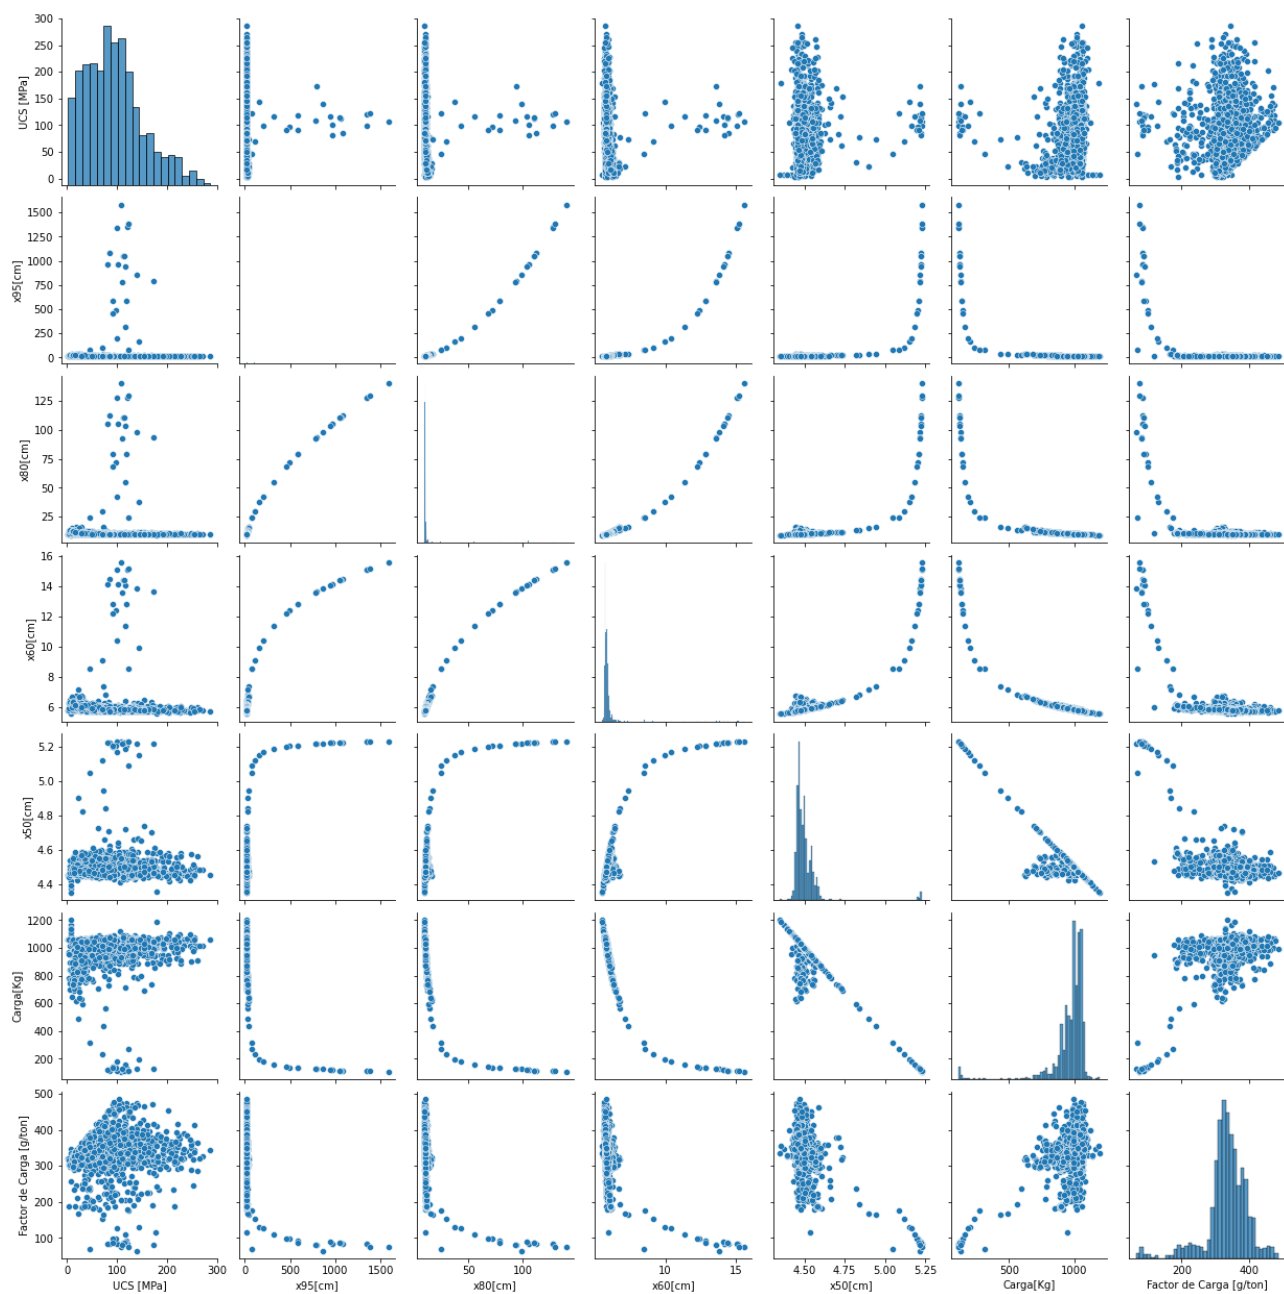 300
250
200
150
100
50
0
UCS [MPa]
1500
1250
1000
750
500
250
0
x95[cm]
125
100
75
50
25
x80[cm]
16
14
12
10
8
6
x60[cm]
5.2
5.0
4.8
4.6
4.4
x50[cm]
1200
1000
800
600
400
200
Carga[Kg]
500
400
300
200
100
Factor de Carga [g/ton]
0 100 200 300
UCS [MPa]
0 500 1000 1500
x95[cm]
50 100
x80[cm]
10 15
x60[cm]
4.50 4.75 5.00 5.25
x50[cm]
500 1000
Carga[Kg]
200 400
Factor de Carga [g/ton]